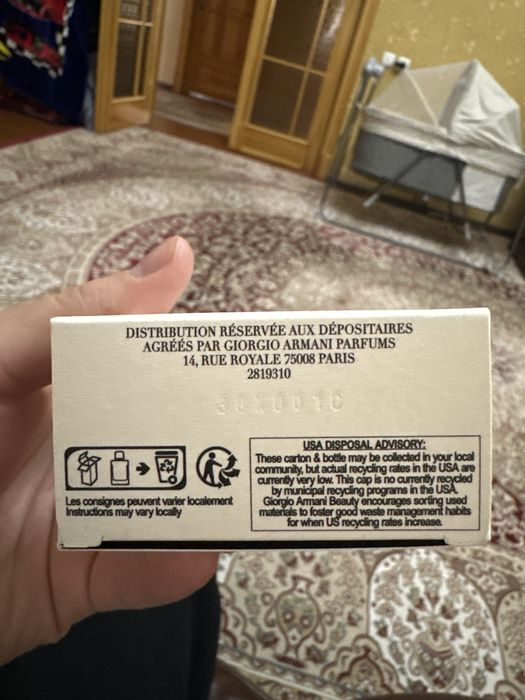 DISTRIBUTION RÉSERVÉE AUX DÉPOSITAIRES
AGRÉÉS PAR GIORGIO ARMANI PARFUMS
14, RUE ROYALE 75008 PARIS
2819310
38X001C
Les consignes peuvent varier localement
Instructions may vary locally
USA DISPOSAL ADVISORY:
These carton & bottle may be collected in your local
community, but actual recycling rates in the USA are
currently very low. This cap is no currently recycled
by municipal recycling programs in the USA.
Giorgio Armani Beauty encourages sorting used
materials to foster good waste management habits
for when US recycling rates increase.